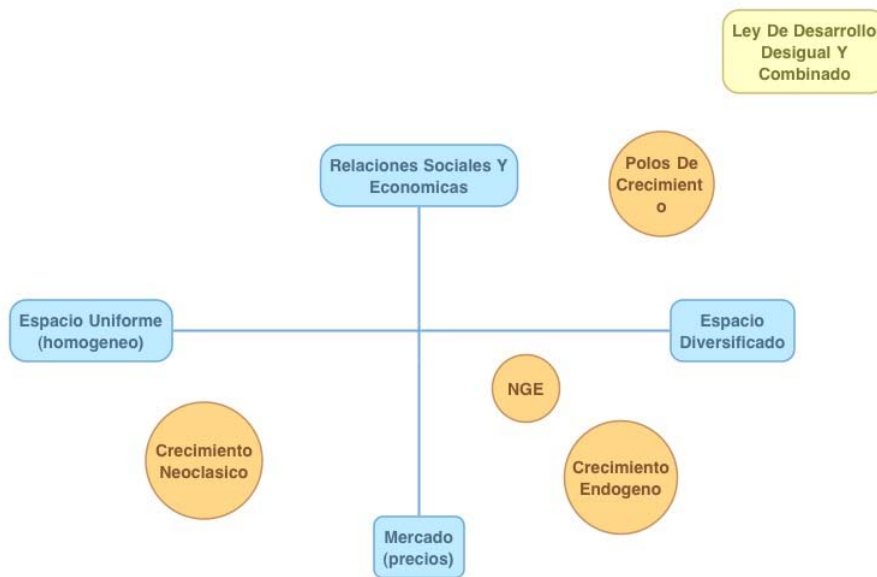 Ley De Desarrollo
Desigual Y
Combinado
Polos De
Crecimient
o
Relaciones Sociales Y
Economicas
Espacio Uniforme
(homogeneo)
Espacio
Diversificado
NGE
Crecimiento
Neoclasico
Crecimiento
Endogeno
Mercado
(precios)